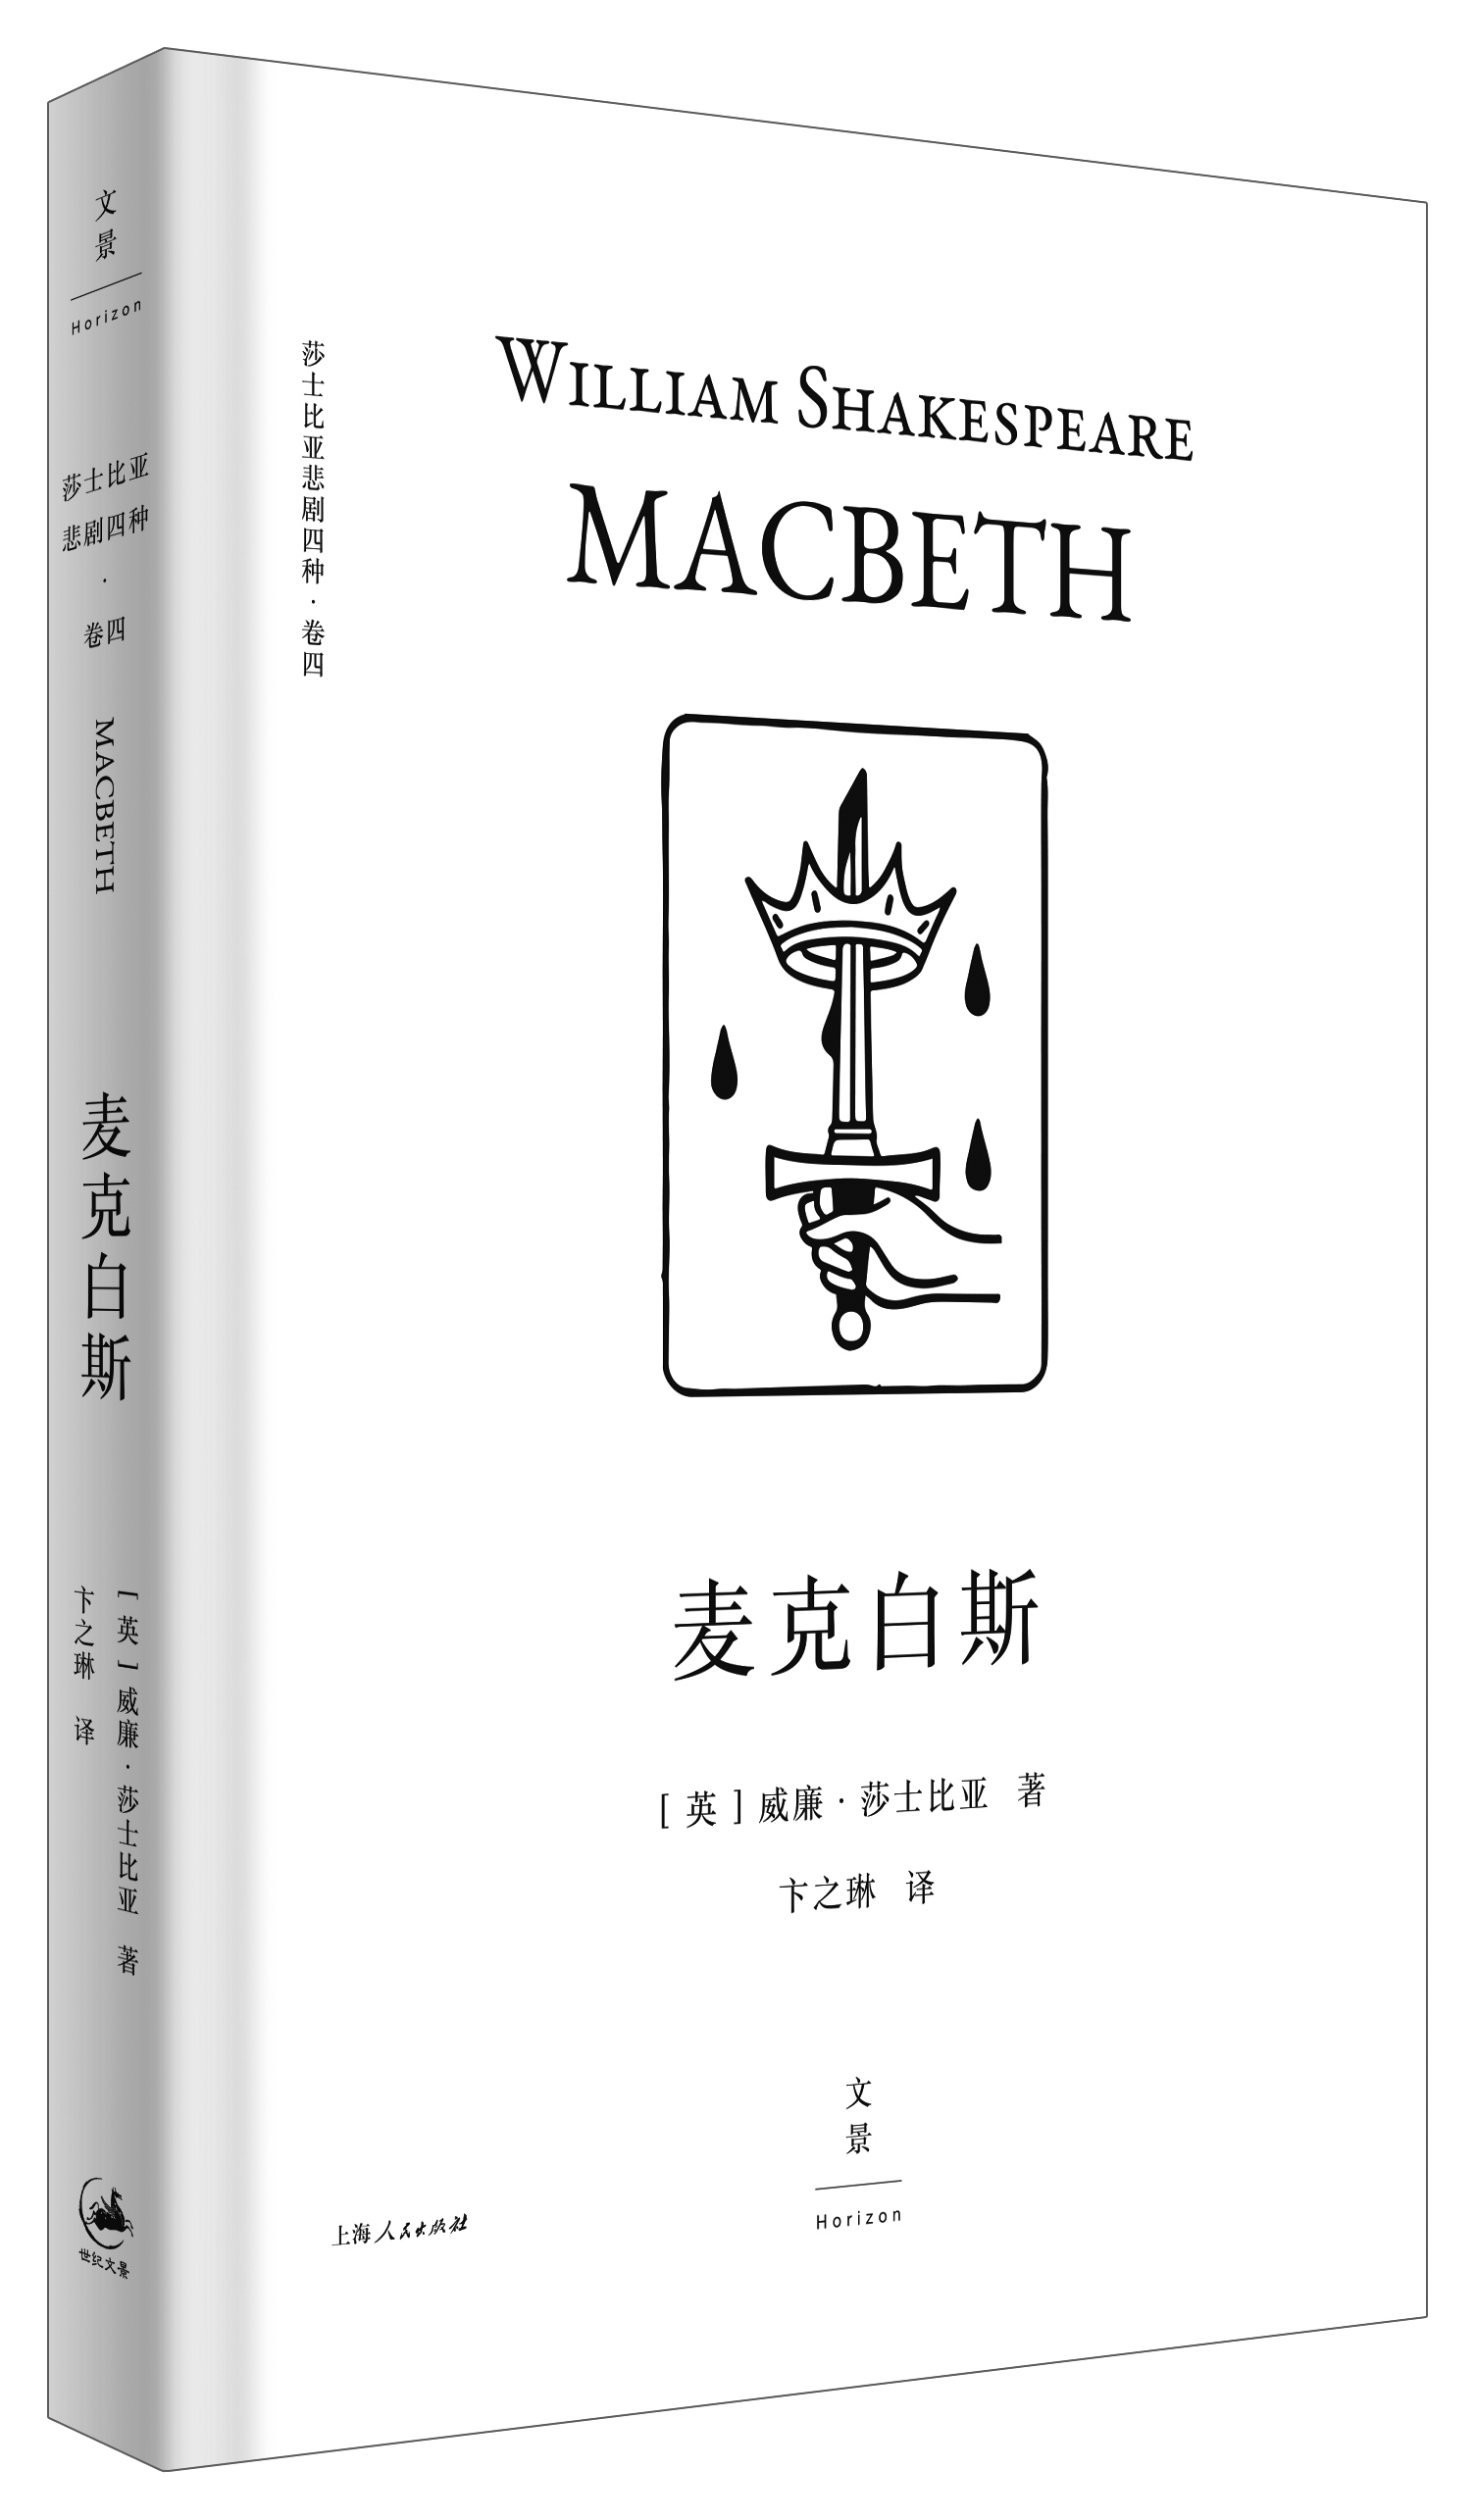 文
景
Horizon
莎士比亚
悲剧四种
·
卷四
MACBETH
麦克白斯
[英]威廉·莎士比亚 著
卞之琳 译
世纪文景
莎士比亚悲剧四种·卷四
WILLIAM SHAKESPEARE
MACBETH
麦克白斯
[英]威廉·莎士比亚 著
卞之琳 译
文
景
Horizon
上海人民出版社